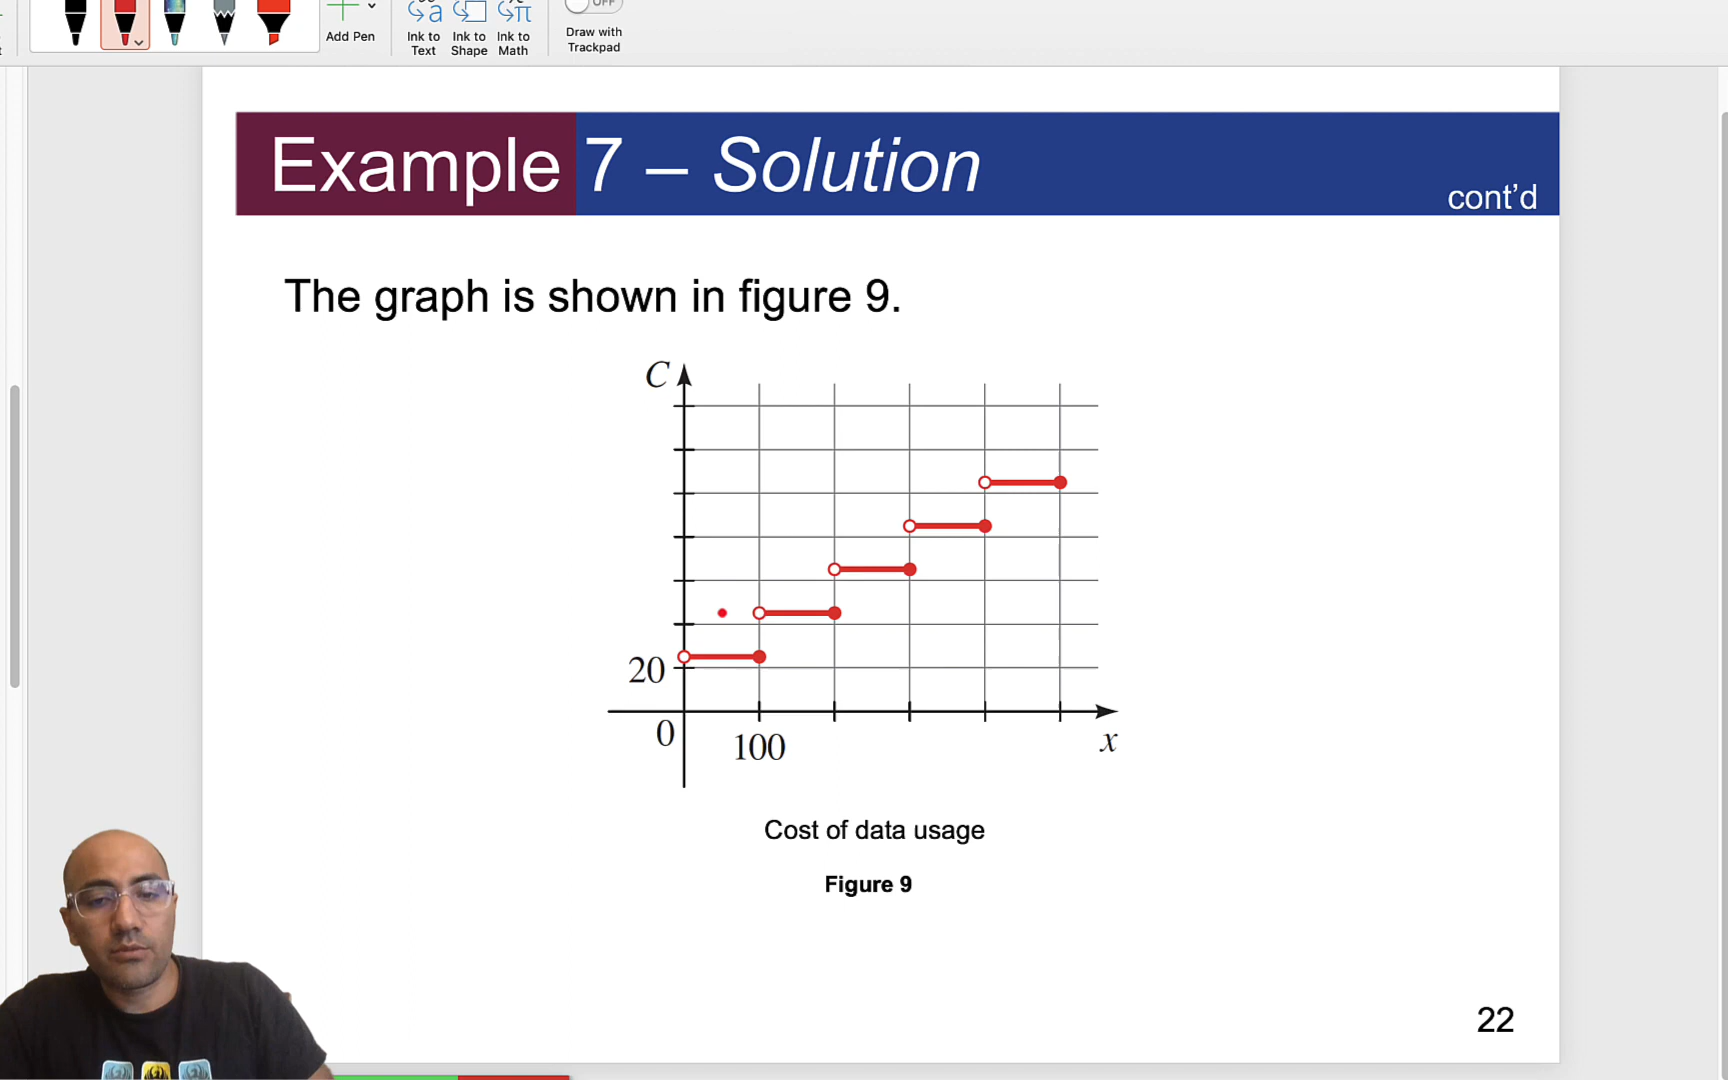 Add Pen
Ink to Text
Ink to Shape
Ink to Math
OFF
Draw with Trackpad
Example 7 – Solution
cont’d
The graph is shown in figure 9.
C
20
0
100
x
Cost of data usage
Figure 9
22